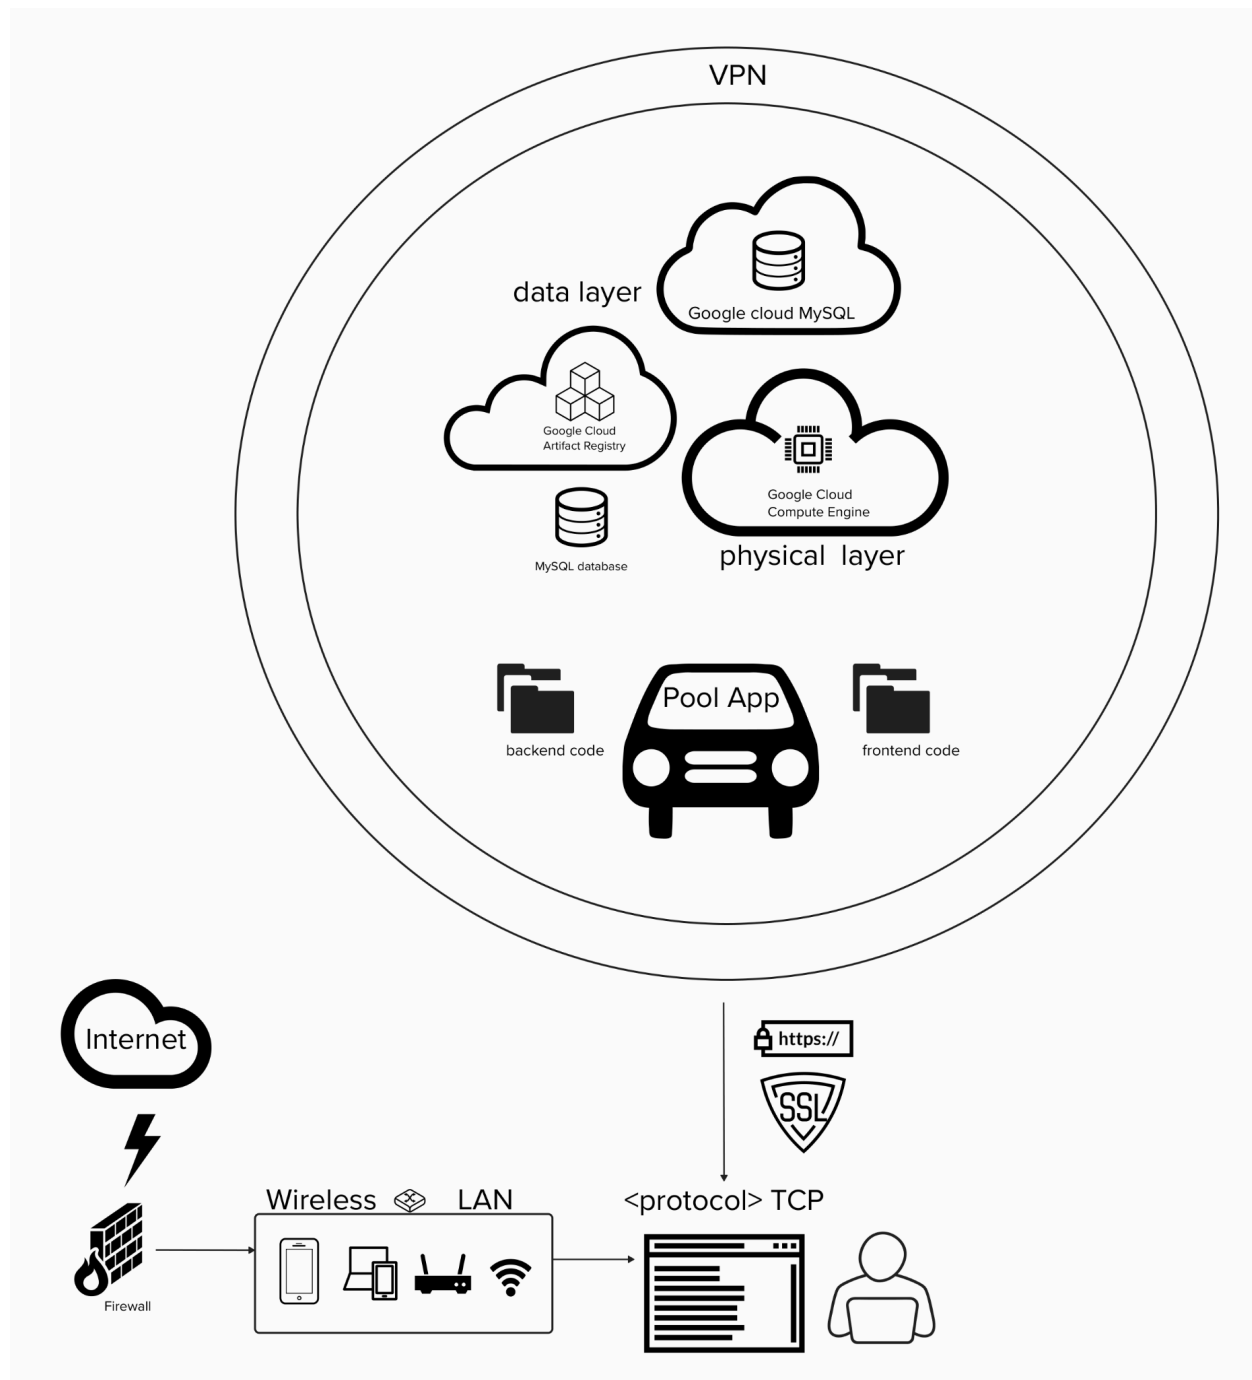 VPN
data layer
Google cloud MySQL
Google Cloud
Artifact Registry
Google Cloud
Compute Engine
physical layer
MySQL database
Pool App
backend code
frontend code
Internet
https://
SSL
Wireless LAN
<protocol> TCP
Firewall